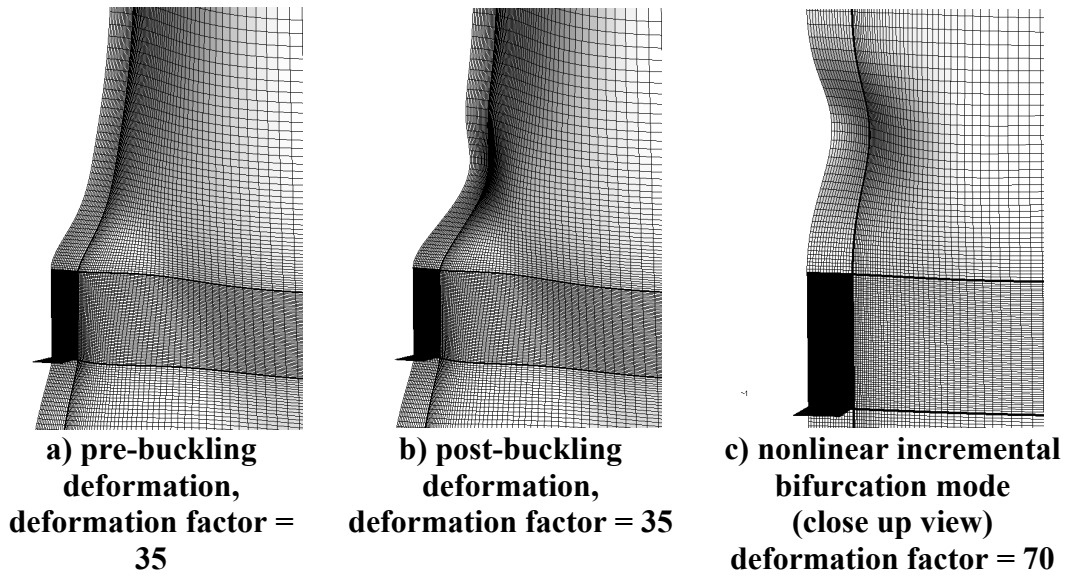 a) pre-buckling
deformation,
deformation factor =
35
b) post-buckling
deformation,
deformation factor = 35
c) nonlinear incremental
bifurcation mode
(close up view)
deformation factor = 70